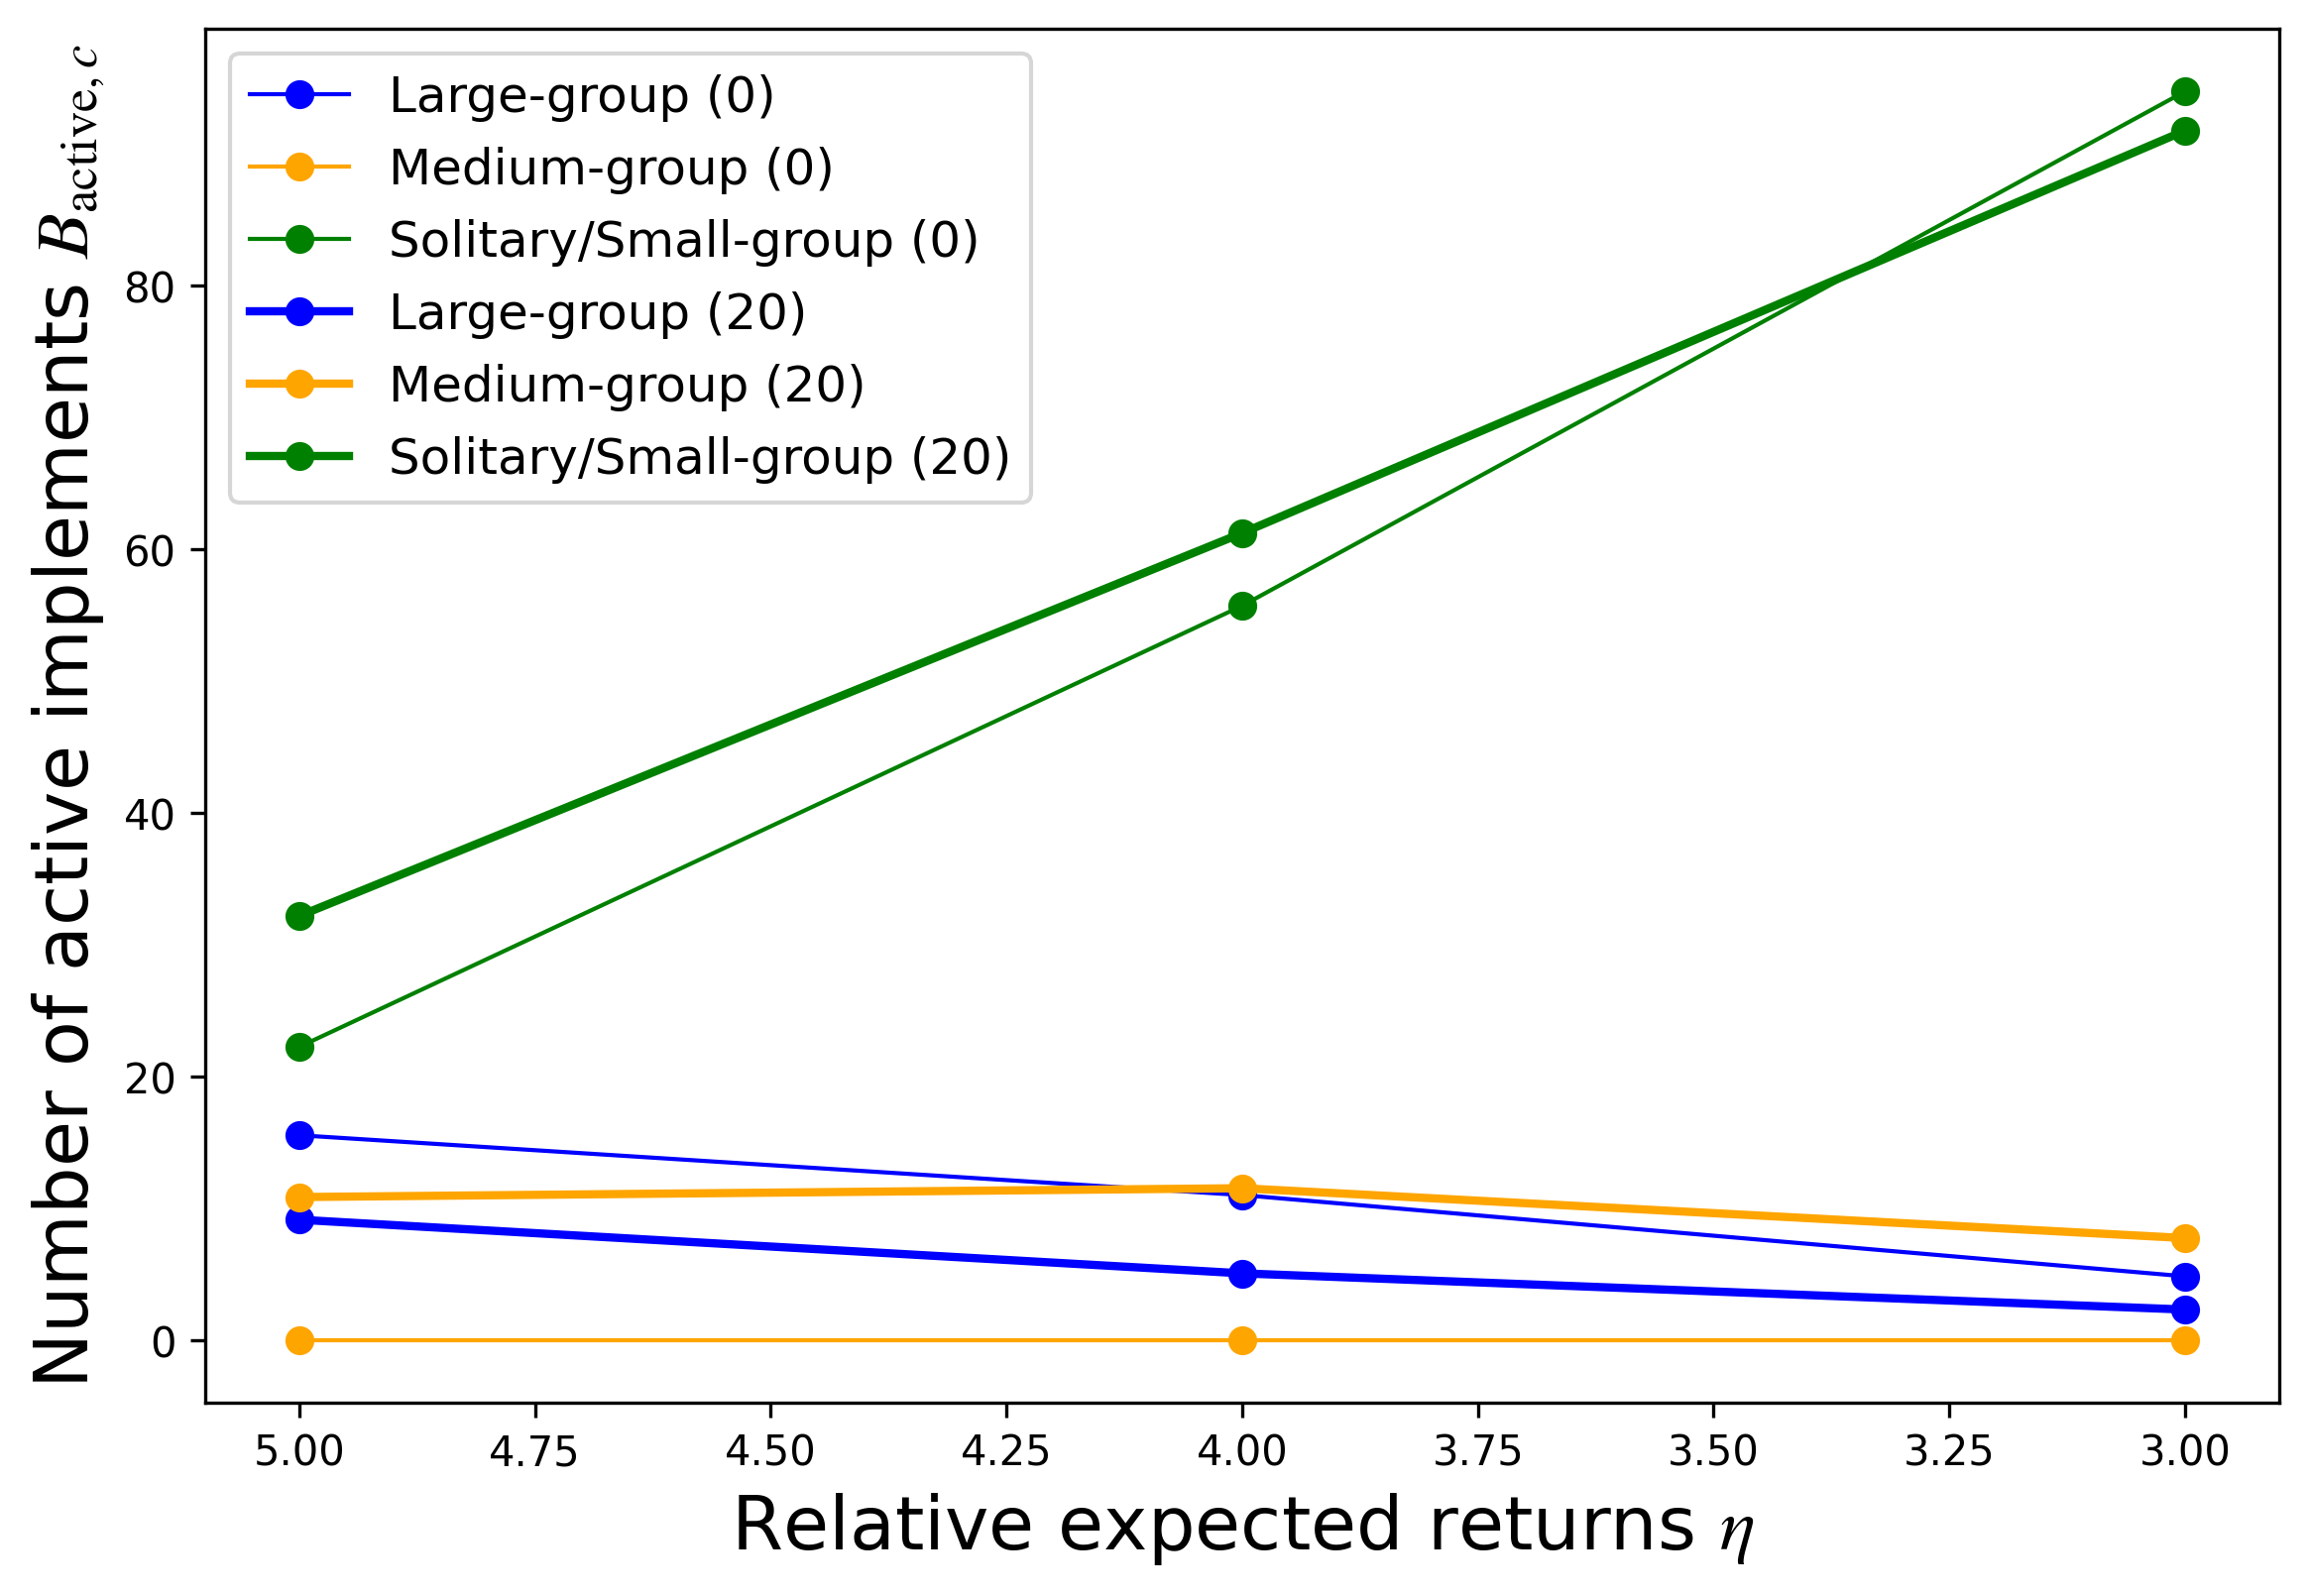 Number of active implements B_active, c
80
60
40
20
0
Large-group (0)
Medium-group (0)
Solitary/Small-group (0)
Large-group (20)
Medium-group (20)
Solitary/Small-group (20)
5.00 4.75 4.50 4.25 4.00 3.75 3.50 3.25 3.00
Relative expected returns η